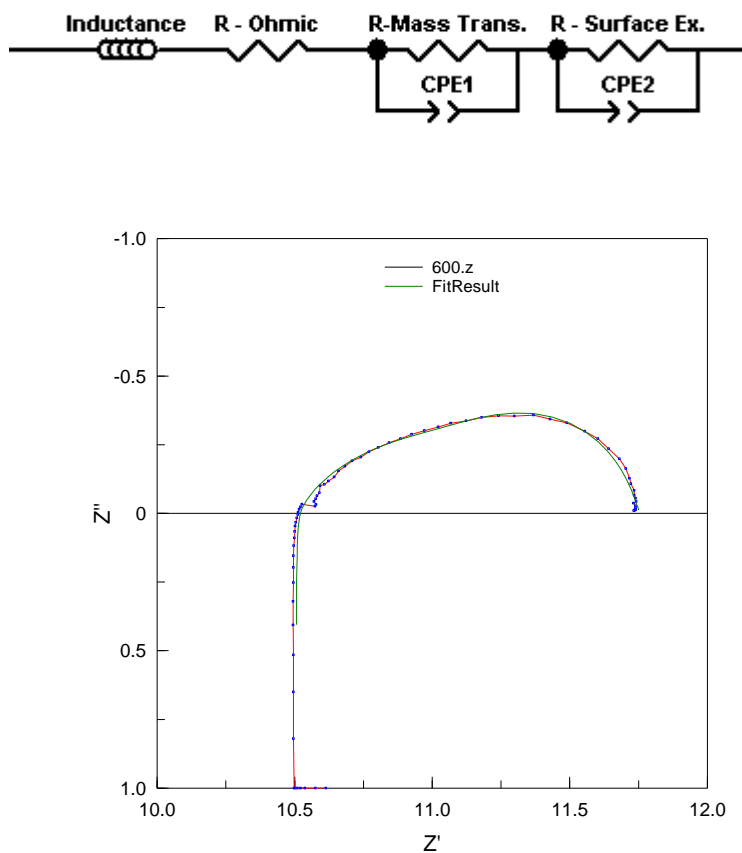 Inductance R - Ohmic R-Mass Trans. R - Surface Ex.
CPE1 CPE2
-1.0
600.z
FitResult
-0.5
Z''
0
0.5
1.0
10.0 10.5 11.0 11.5 12.0
Z'